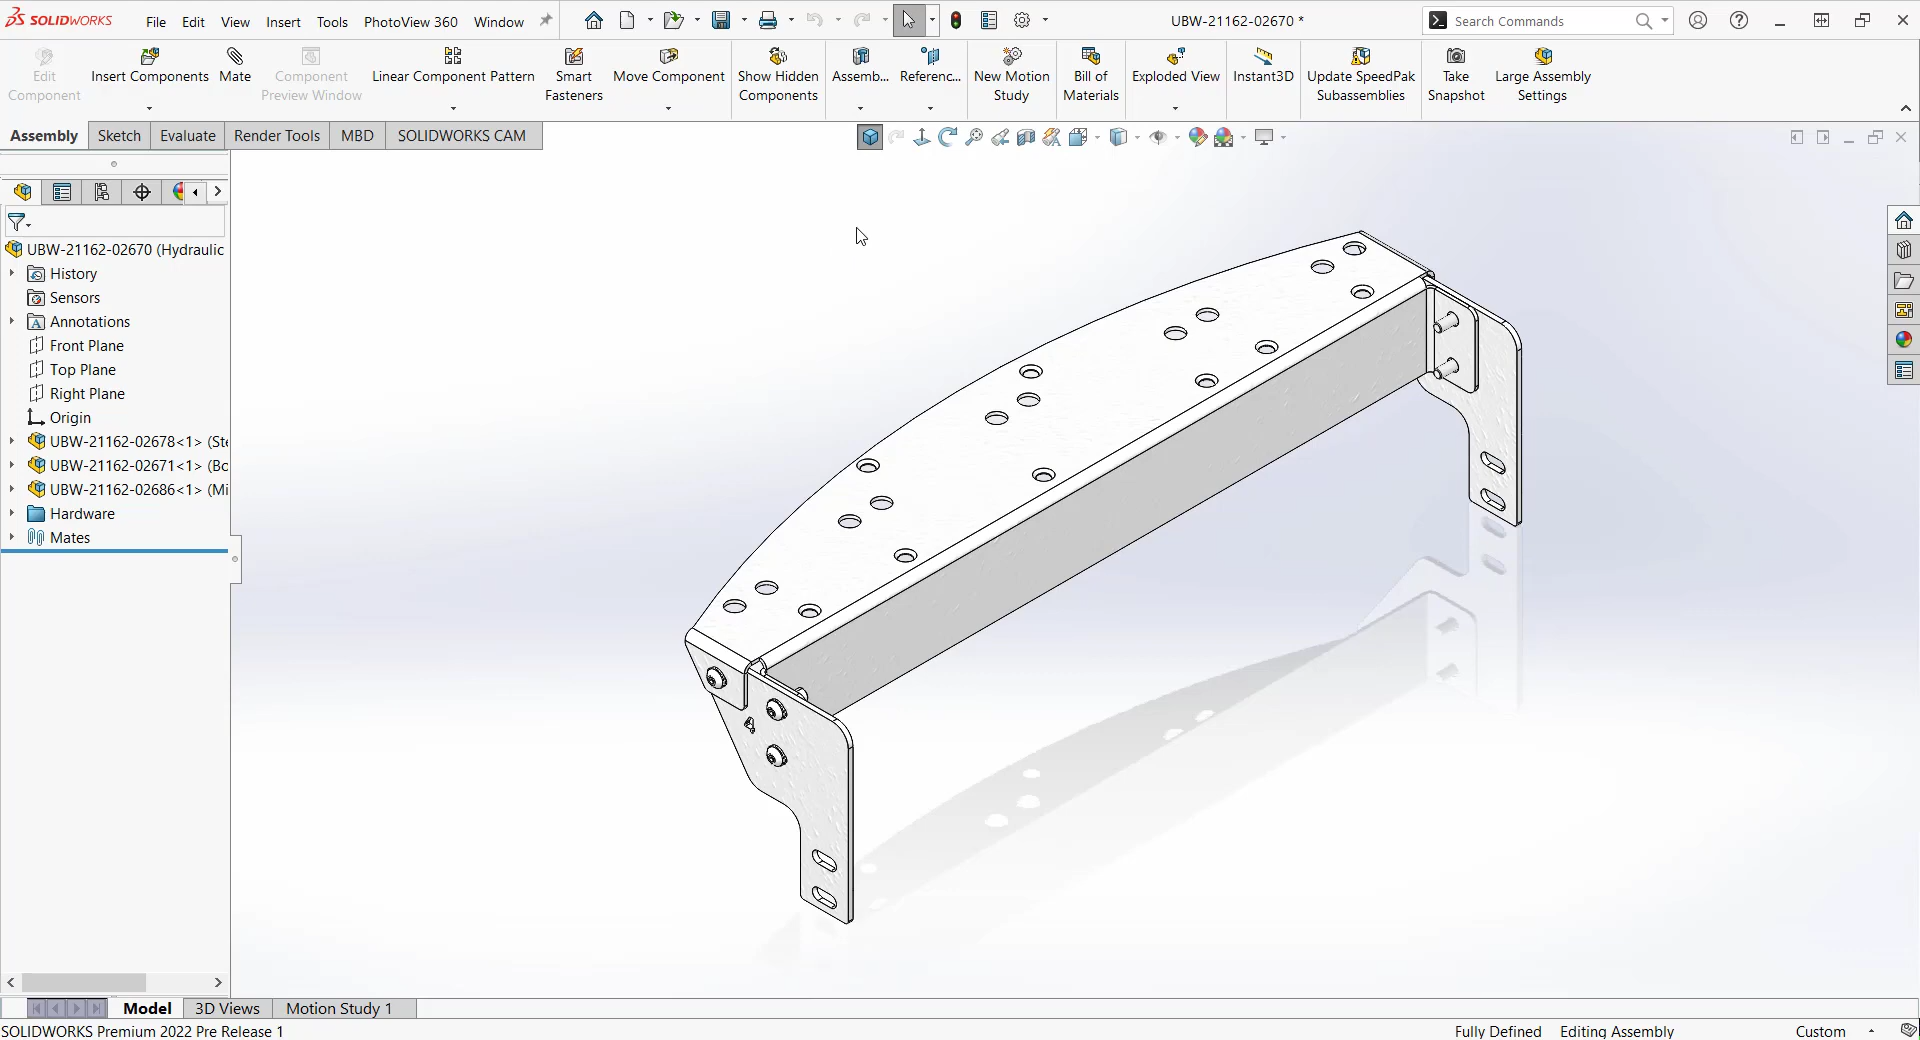 SOLIDWORKS File Edit View Insert Tools PhotoView 360 Window UBW-21162-02670 * Search Commands
Edit Component
Insert Components
Mate
Component Preview Window
Linear Component Pattern
Smart Fasteners
Move Component
Show Hidden Components
Assemb...
Referenc...
New Motion Study
Bill of Materials
Exploded View
Instant3D
Update SpeedPak Subassemblies
Take Snapshot
Large Assembly Settings
Assembly Sketch Evaluate Render Tools MBD SOLIDWORKS CAM
UBW-21162-02670 (Hydraulic
History
Sensors
Annotations
Front Plane
Top Plane
Right Plane
Origin
UBW-21162-02678<1> (Ste
UBW-21162-02671<1> (Bo
UBW-21162-02686<1> (Mi
Hardware
Mates
4
Model 3D Views Motion Study 1
SOLIDWORKS Premium 2022 Pre Release 1 Fully Defined Editing Assembly Custom